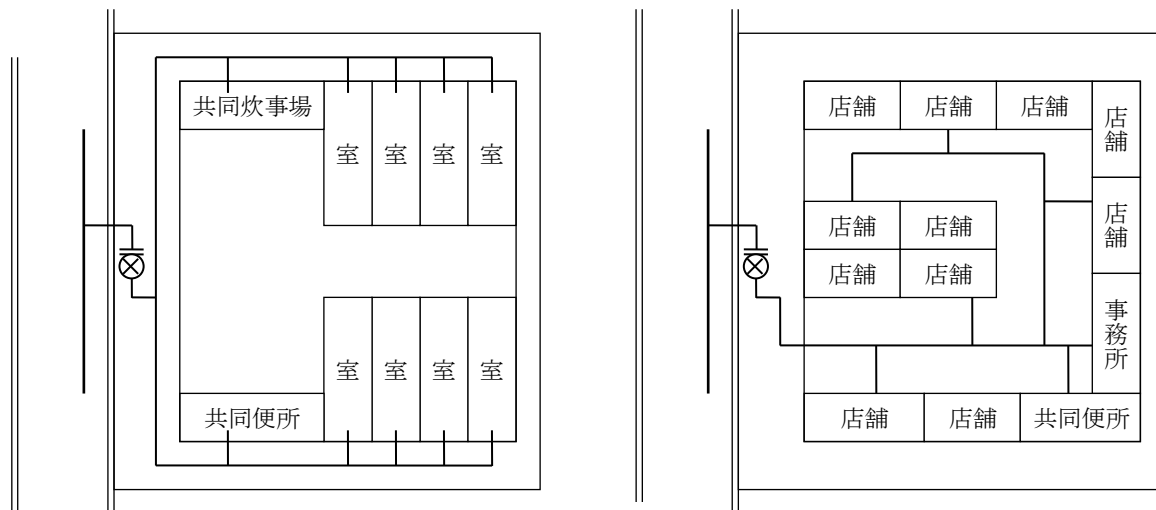 共同炊事場
室 室 室 室
室 室 室 室
共同便所
店舗 店舗 店舗
店舗
店舗
店舗 店舗
店舗 店舗
事務所
店舗 店舗 共同便所